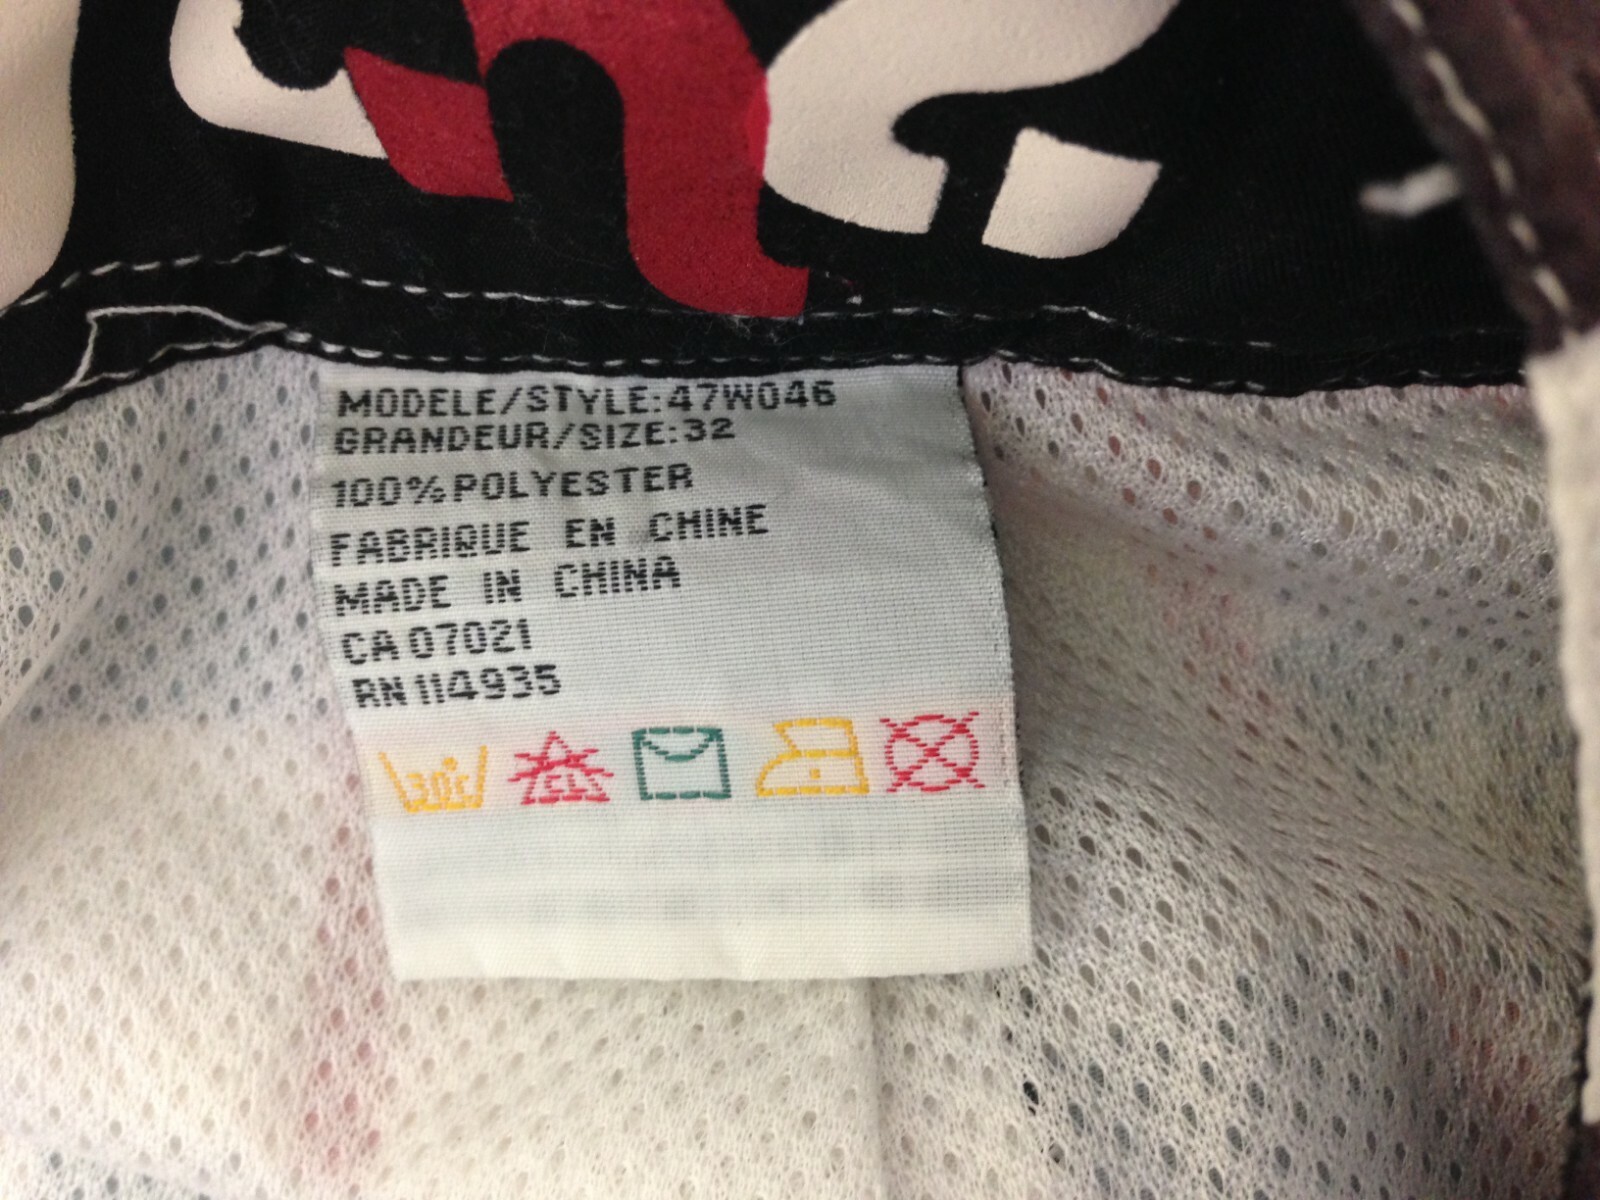 MODELE/STYLE:47W046
GRANDEUR/SIZE:32
100%POLYESTER
FABRIQUE EN CHINE
MADE IN CHINA
CA 07021
RN 114935
30°C CL